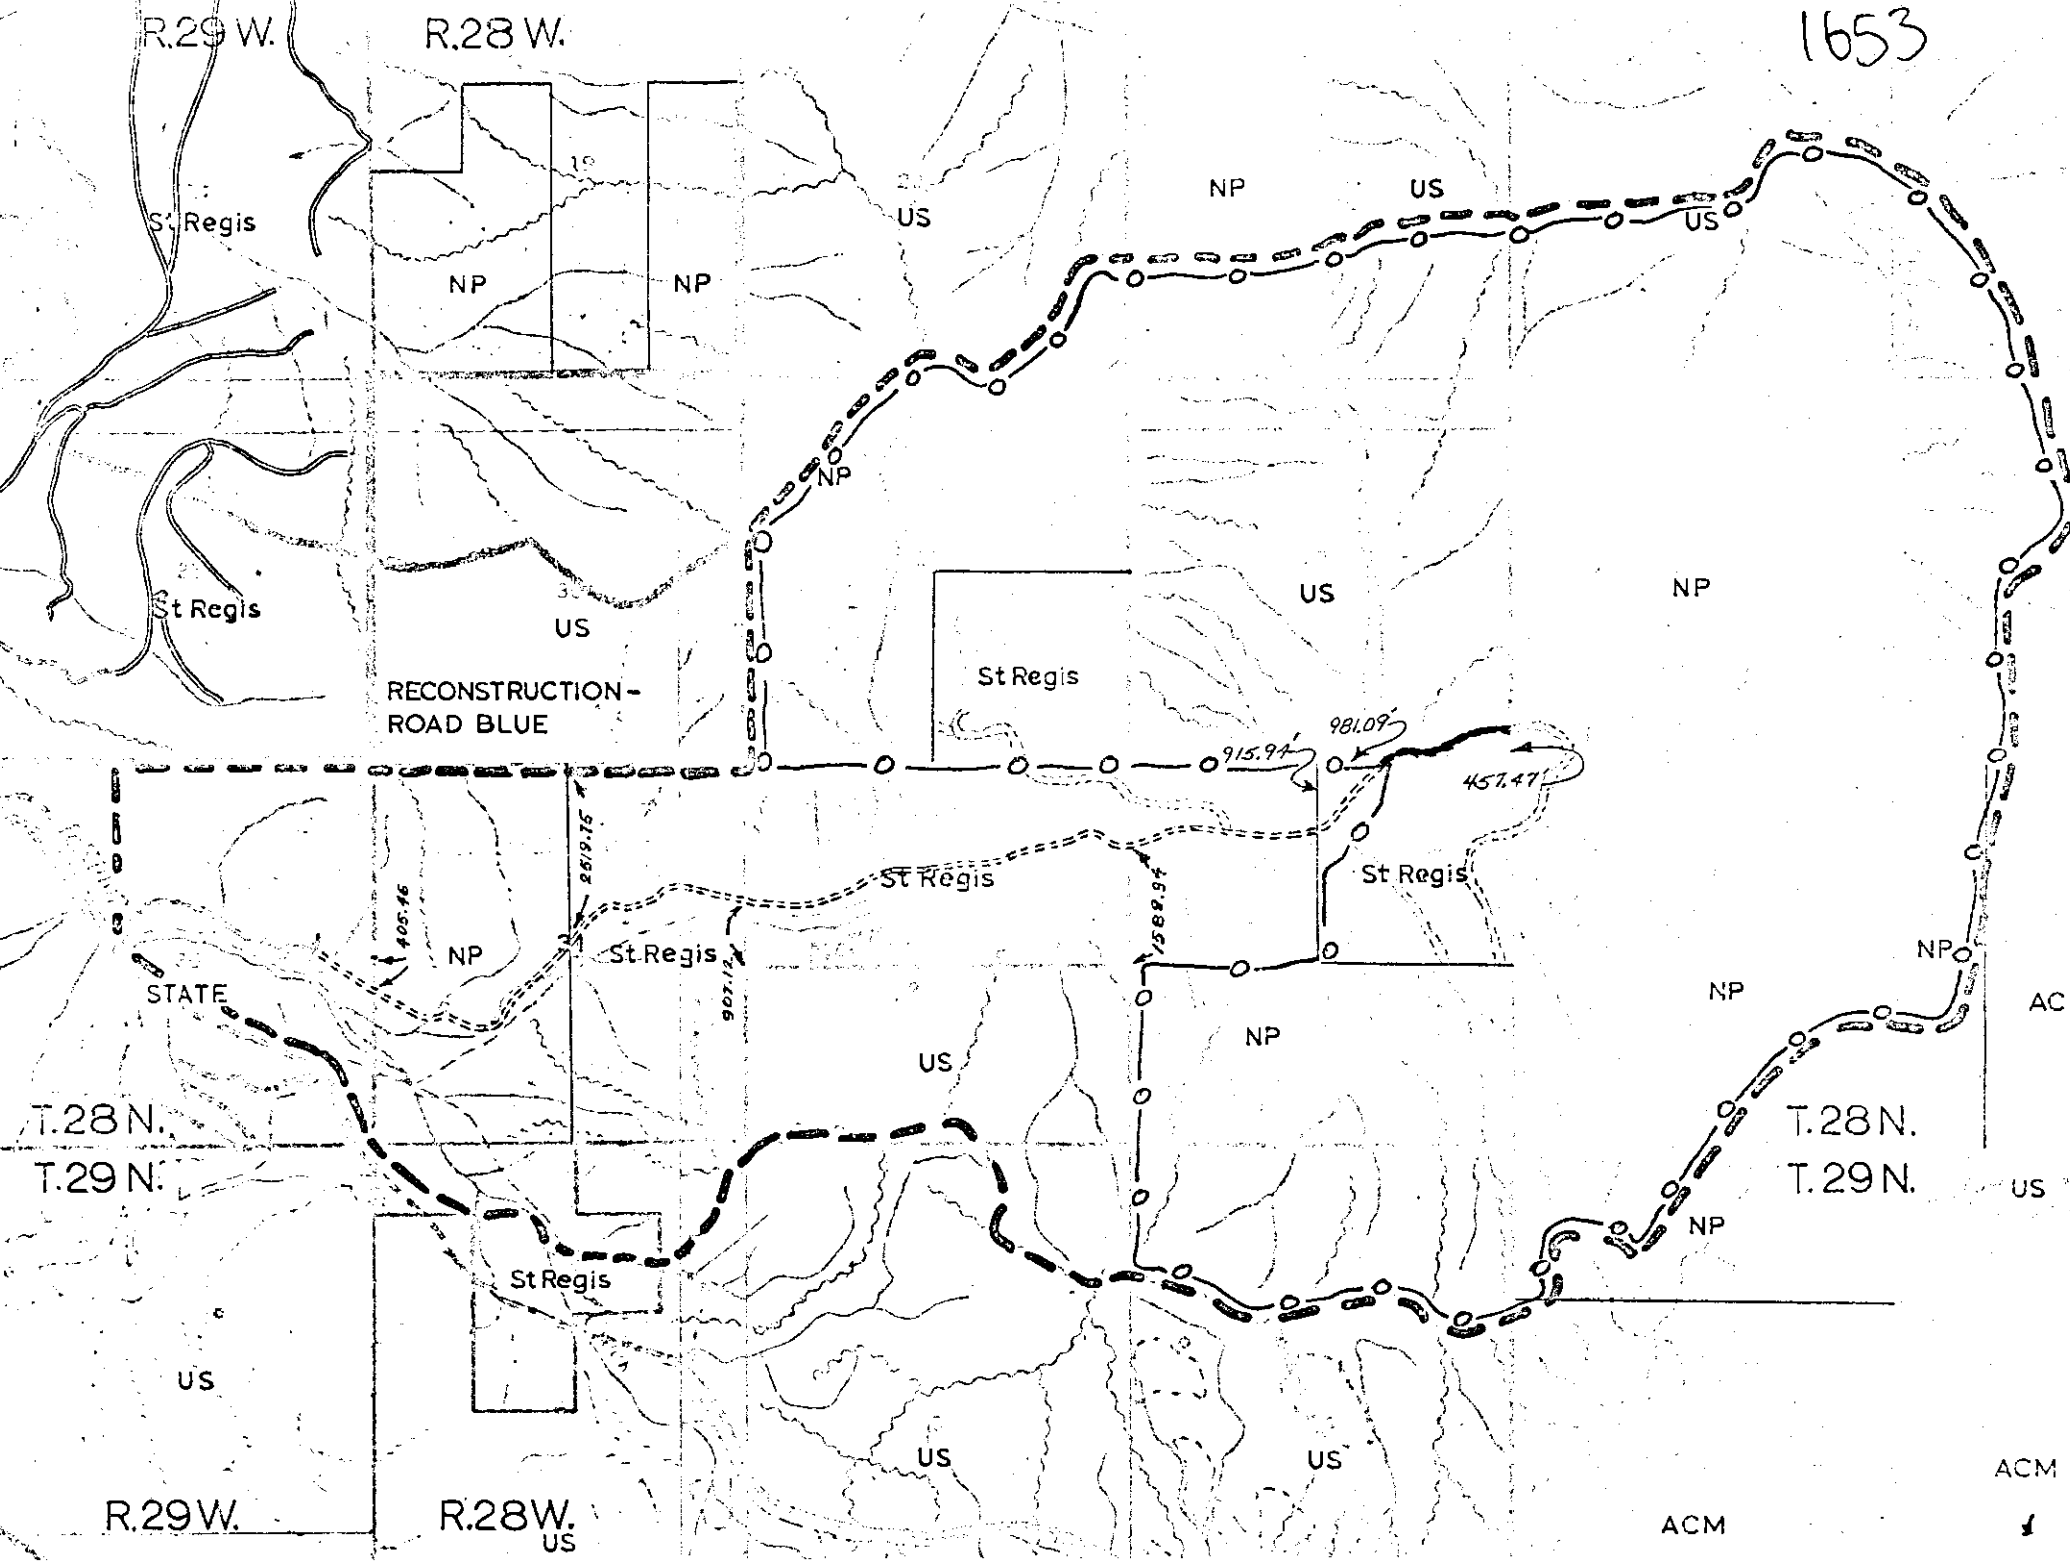 1653
R.29 W.
R.28 W.
NP
US
St Regis
US
US
NP
NP
NP
St Regis
US
NP
US
St Regis
RECONSTRUCTION-
ROAD BLUE
981.09'
915.94'
457.47'
2519.75
St Regis
St Regis
405.46
1589.94
NP
St Regis
NP
907.12
STATE
NP
AC
NP
US
T.28 N.
T.28 N.
T.29 N.
T.29 N.
US
NP
St Regis
US
US
US
ACM
R.29 W.
R.28 W.
US
ACM